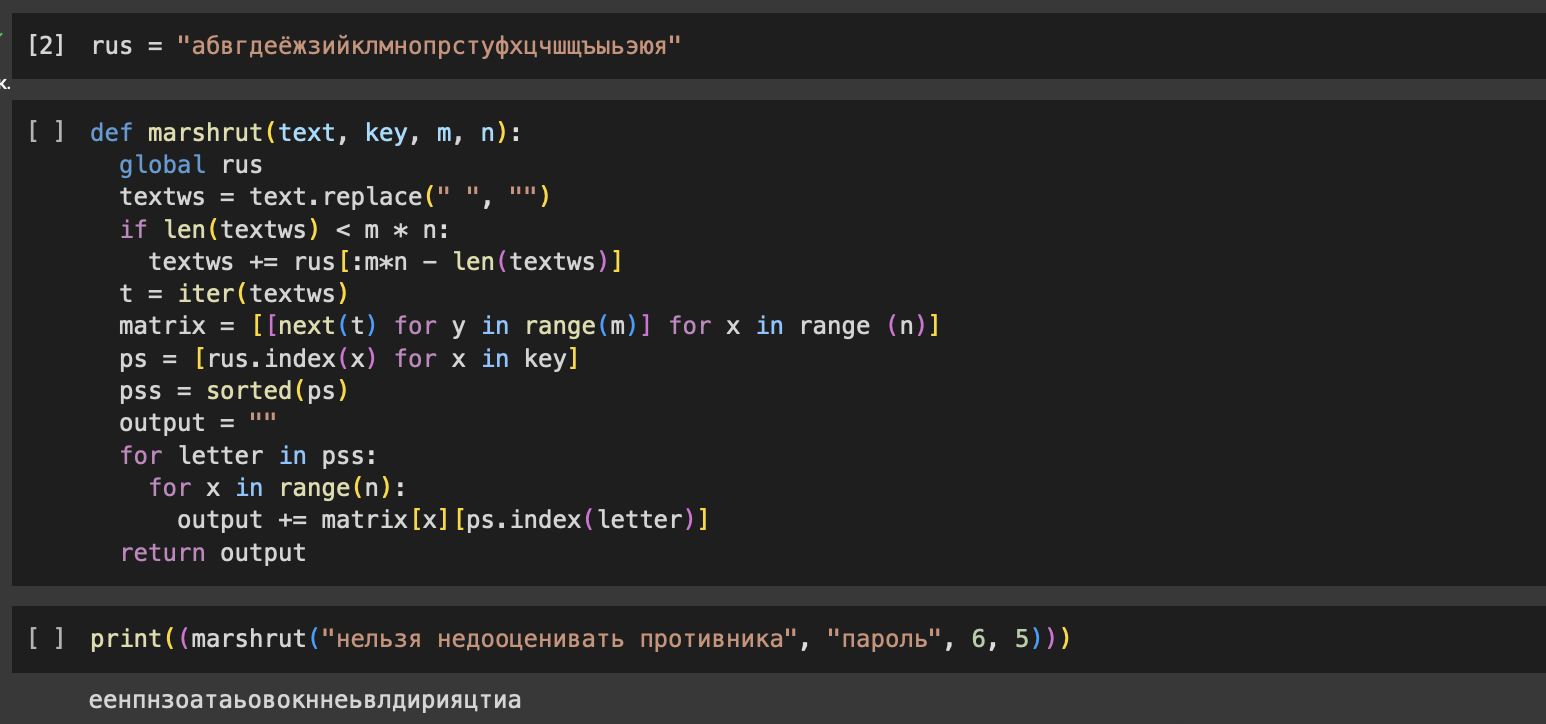 [2] rus = "абвгдеёжзийклмнопрстуфхцчшщъыьэюя"
к.
[ ] def marshrut(text, key, m, n):
global rus
textws = text.replace(" ", "")
if len(textws) < m * n:
textws += rus[:m*n - len(textws)]
t = iter(textws)
matrix = [[next(t) for y in range(m)] for x in range (n)]
ps = [rus.index(x) for x in key]
pss = sorted(ps)
output = ""
for letter in pss:
for x in range(n):
output += matrix[x][ps.index(letter)]
return output
[ ] print((marshrut("нельзя недооценивать противника", "пароль", 6, 5)))
еенпнзоатаьовокннеьвлдирияцтиа